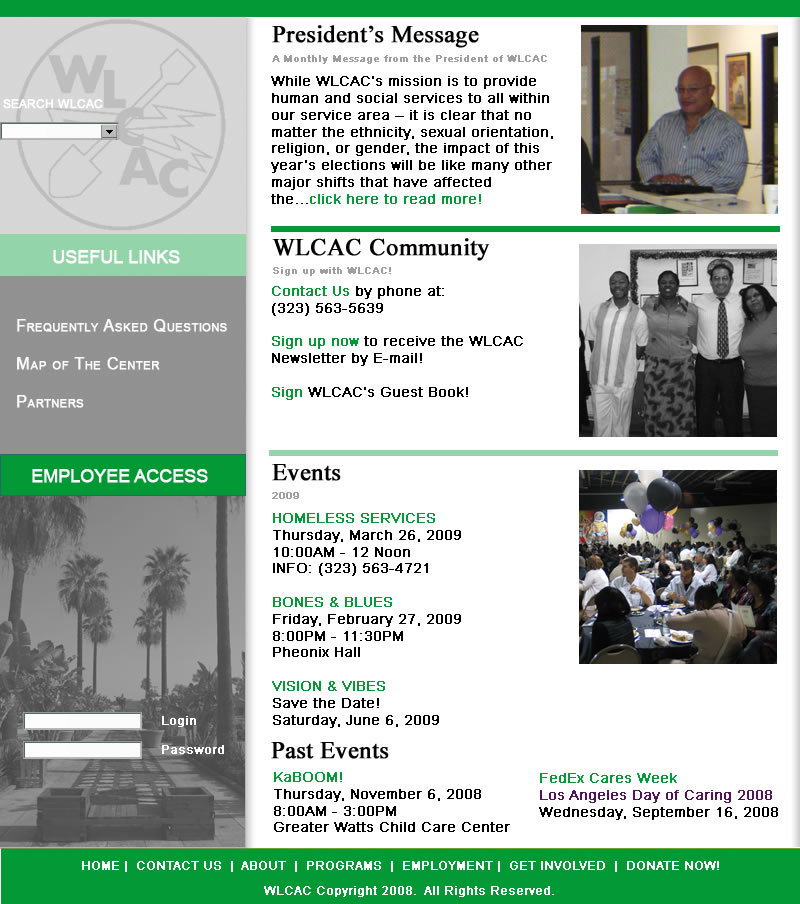 WLCAC
SEARCH WLCAC
USEFUL LINKS
Frequently Asked Questions
Map of The Center
Partners
EMPLOYEE ACCESS
Login
Password
President's Message
A Monthly Message from the President of WLCAC
While WLCAC's mission is to provide
human and social services to all within
our service area – it is clear that no
matter the ethnicity, sexual orientation,
religion, or gender, the impact of this
year's elections will be like many other
major shifts that have affected
the...click here to read more!
WLCAC Community
Sign up with WLCAC!
Contact Us by phone at:
(323) 563-5639
Sign up now to receive the WLCAC
Newsletter by E-mail!
Sign WLCAC's Guest Book!
Events
2009
HOMELESS SERVICES
Thursday, March 26, 2009
10:00AM - 12 Noon
INFO: (323) 563-4721
BONES & BLUES
Friday, February 27, 2009
8:00PM - 11:30PM
Pheonix Hall
VISION & VIBES
Save the Date!
Saturday, June 6, 2009
Past Events
KaBOOM!
Thursday, November 6, 2008
8:00AM - 3:00PM
Greater Watts Child Care Center
FedEx Cares Week
Los Angeles Day of Caring 2008
Wednesday, September 16, 2008
HOME | CONTACT US | ABOUT | PROGRAMS | EMPLOYMENT | GET INVOLVED | DONATE NOW!
WLCAC Copyright 2008. All Rights Reserved.